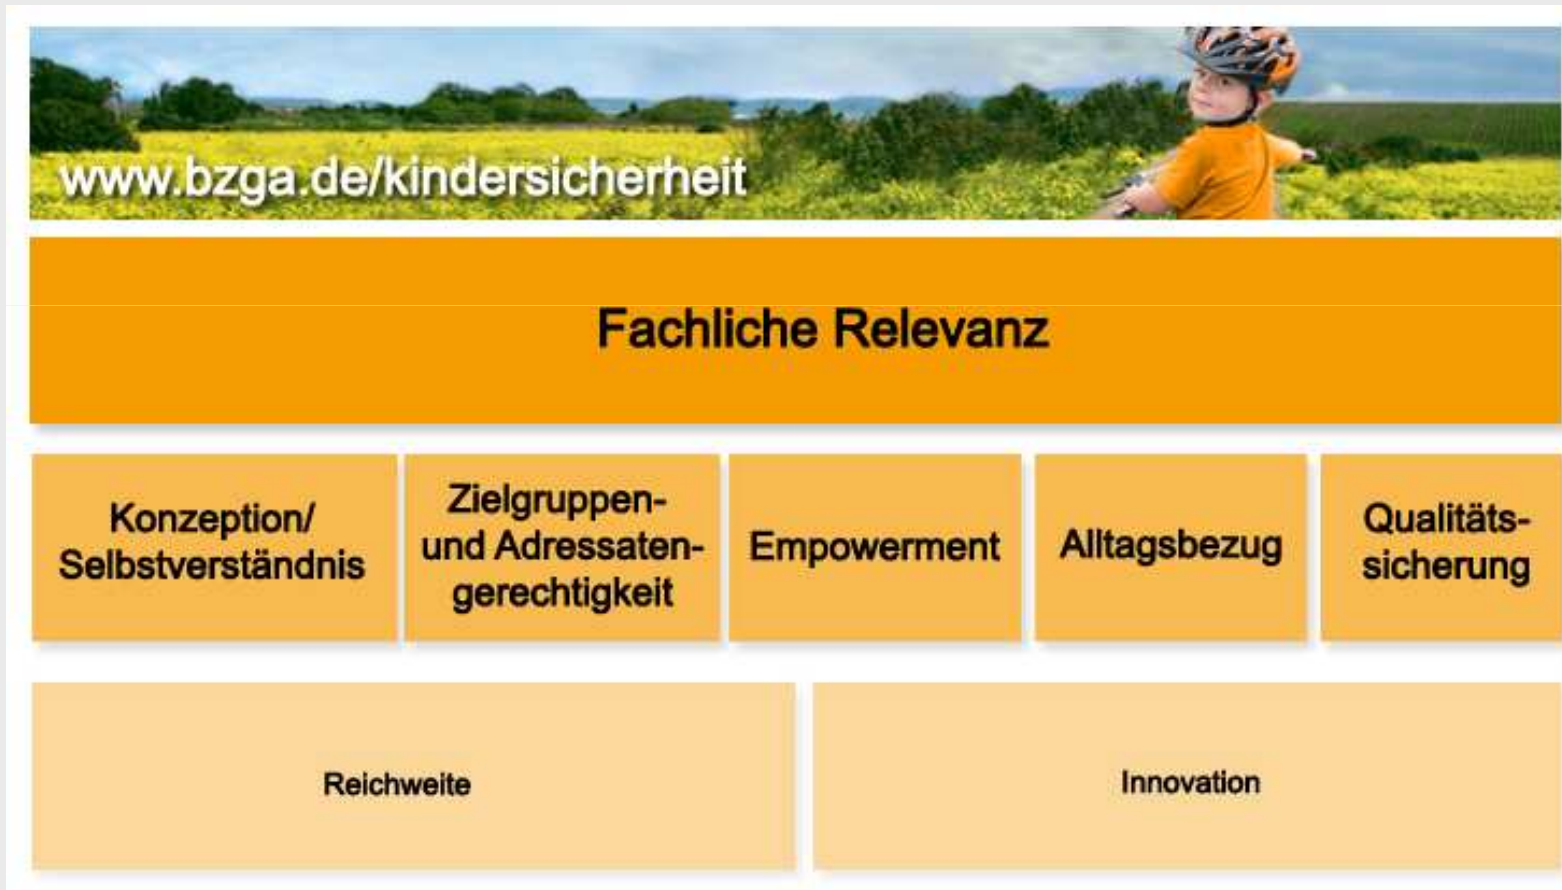 www.bzga.de/kindersicherheit
Fachliche Relevanz
Konzeption/
Selbstverständnis
Zielgruppen-
und Adressaten-
gerechtigkeit
Empowerment
Alltagsbezug
Qualitäts-
sicherung
Reichweite
Innovation